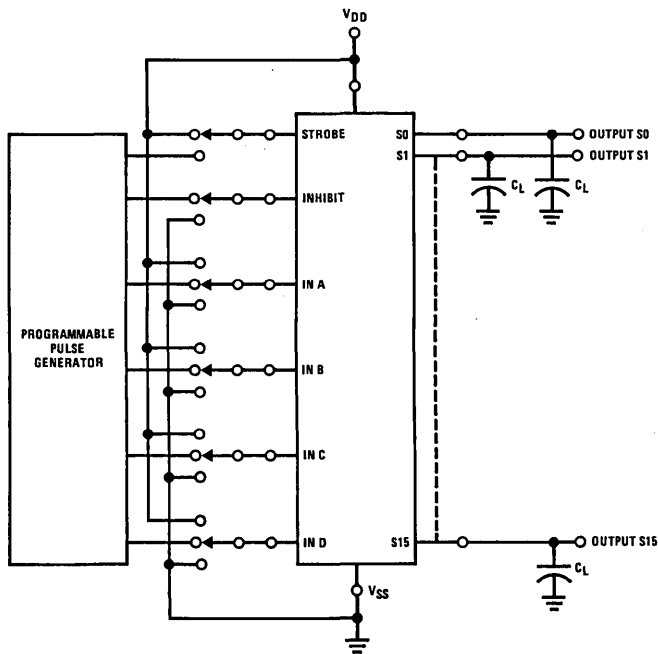 VDD
STROBE
S0
OUTPUT S0
S1
OUTPUT S1
CL
CL
INHIBIT
IN A
PROGRAMMABLE
PULSE
GENERATOR
IN B
IN C
IN D
S15
OUTPUT S15
CL
VSS